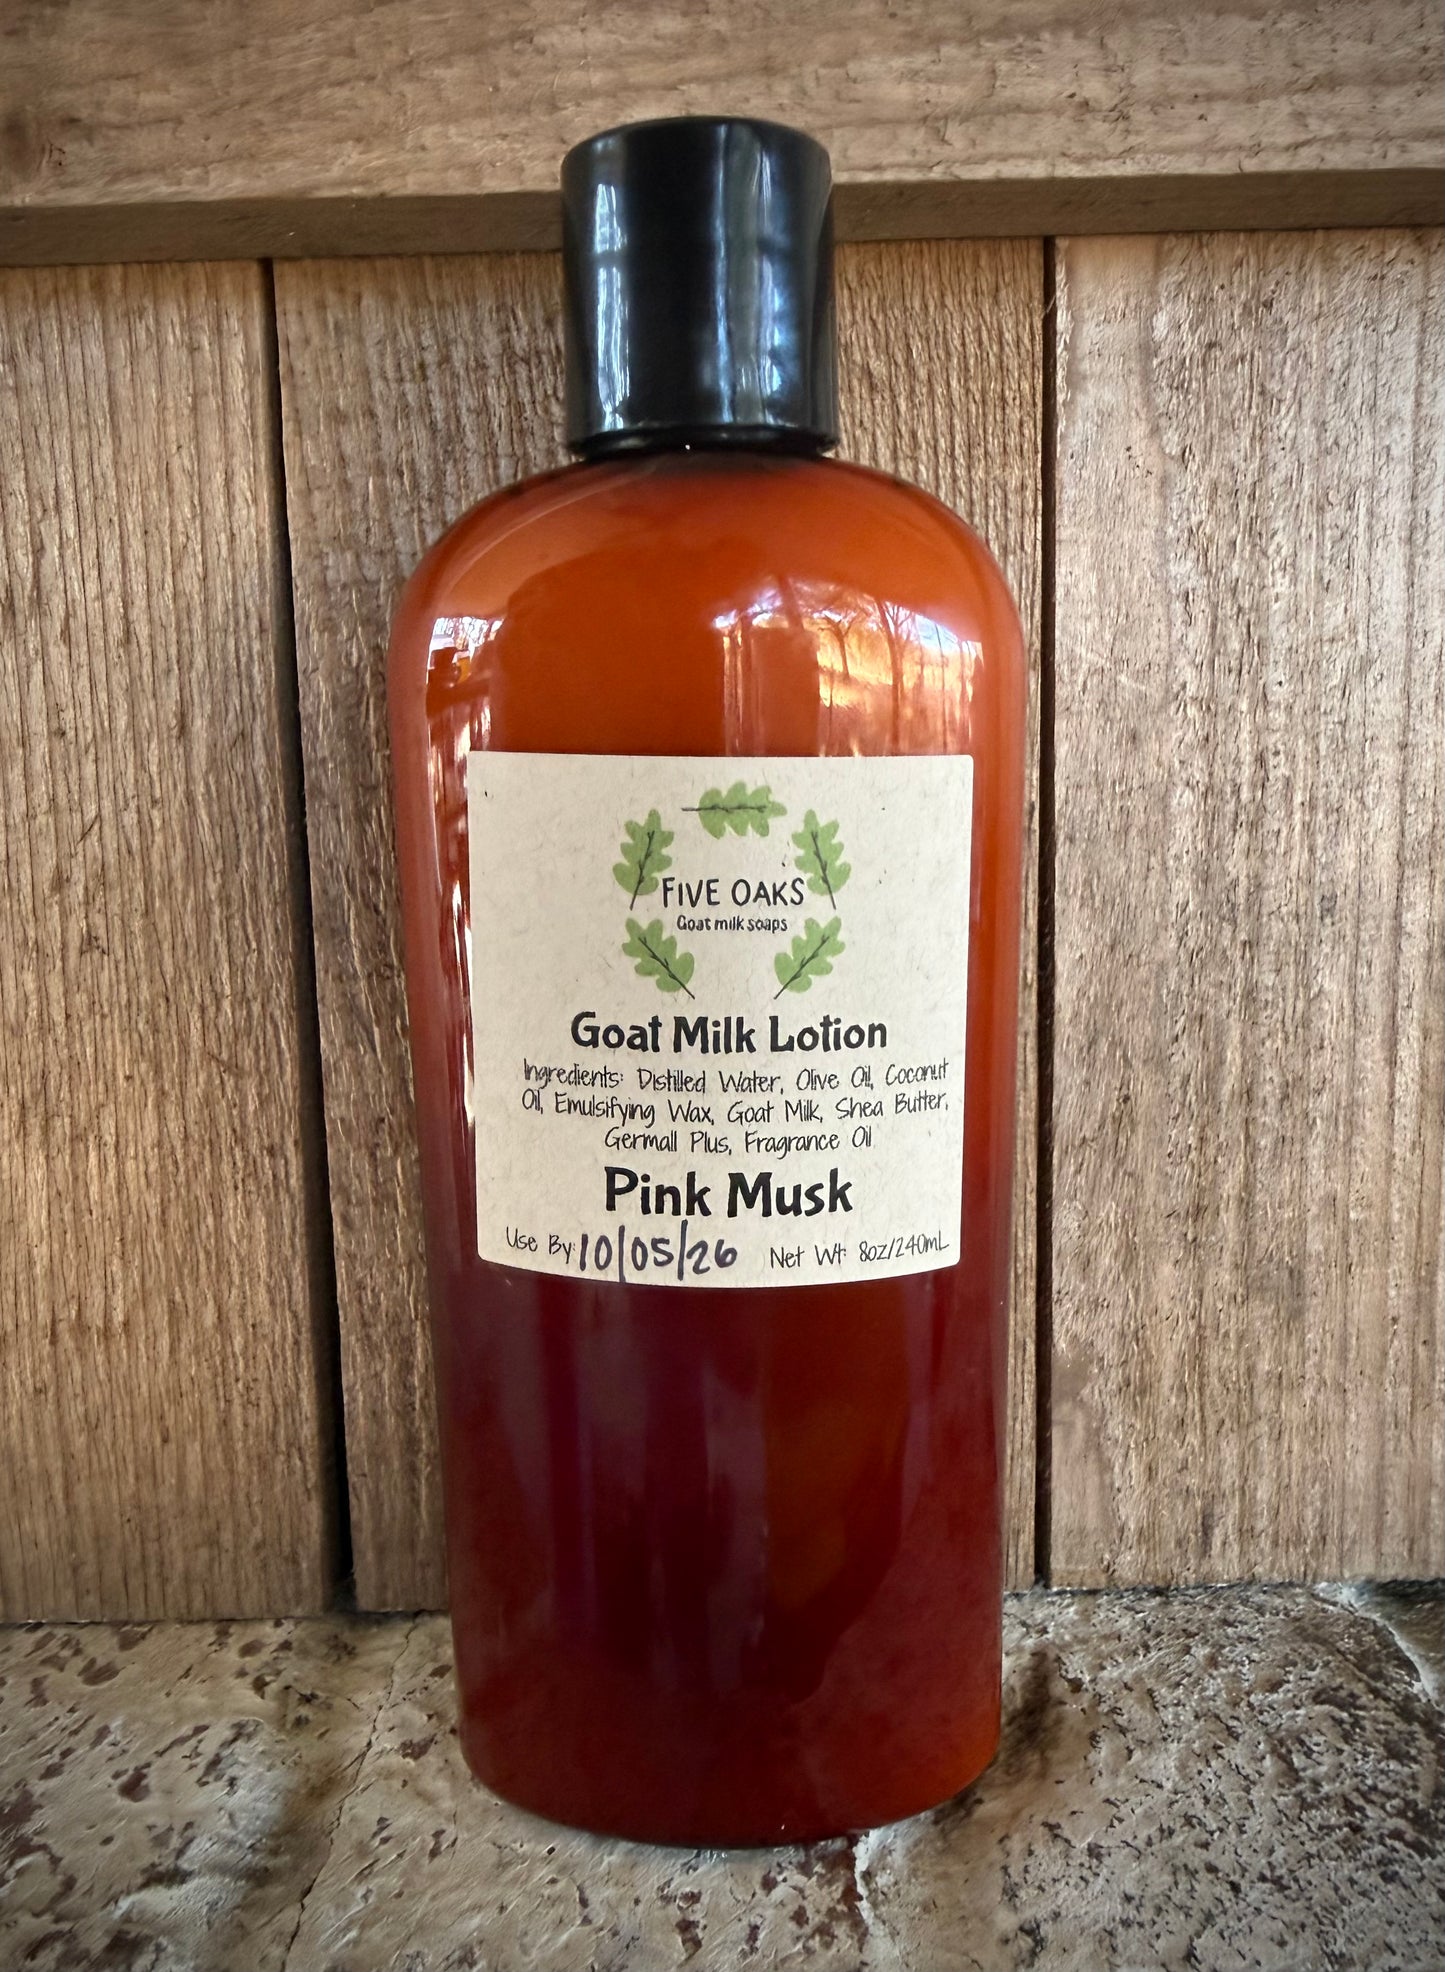 FIVE OAKS
Goat milk soaps
Goat Milk Lotion
Ingredients: Distilled Water, Olive Oil, Coconut
Oil, Emulsifying Wax, Goat Milk, Shea Butter,
Germall Plus, Fragrance Oil
Pink Musk
Use By: 10/05/26 Net Wt: 8oz/240mL